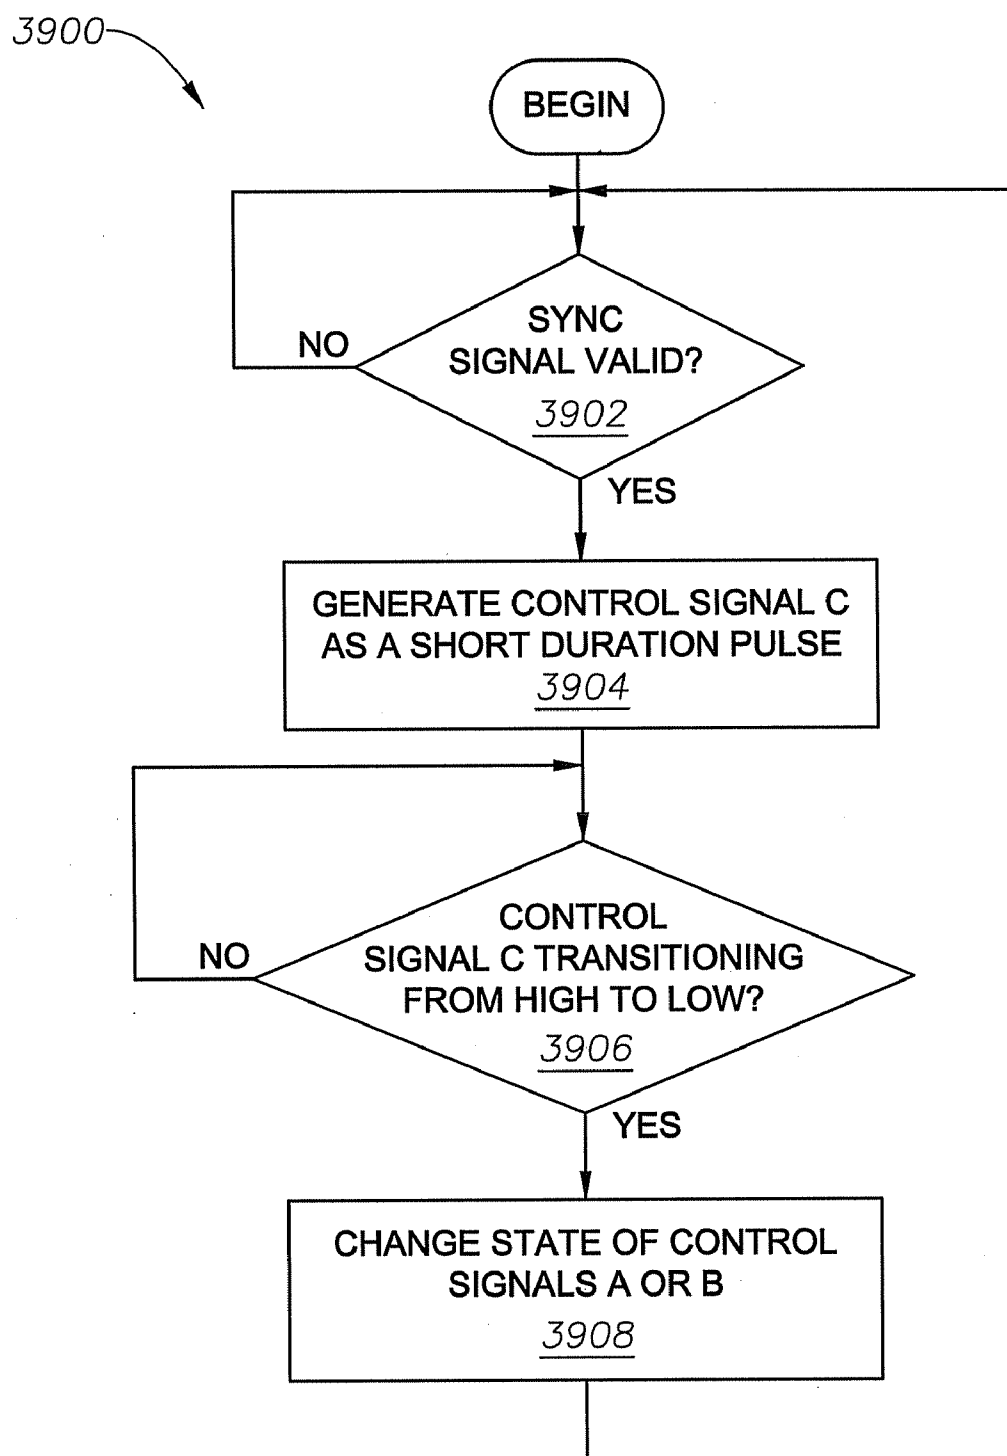 3900
BEGIN
SYNC
SIGNAL VALID?
3902
NO
YES
GENERATE CONTROL SIGNAL C
AS A SHORT DURATION PULSE
3904
CONTROL
SIGNAL C TRANSITIONING
FROM HIGH TO LOW?
3906
NO
YES
CHANGE STATE OF CONTROL
SIGNALS A OR B
3908